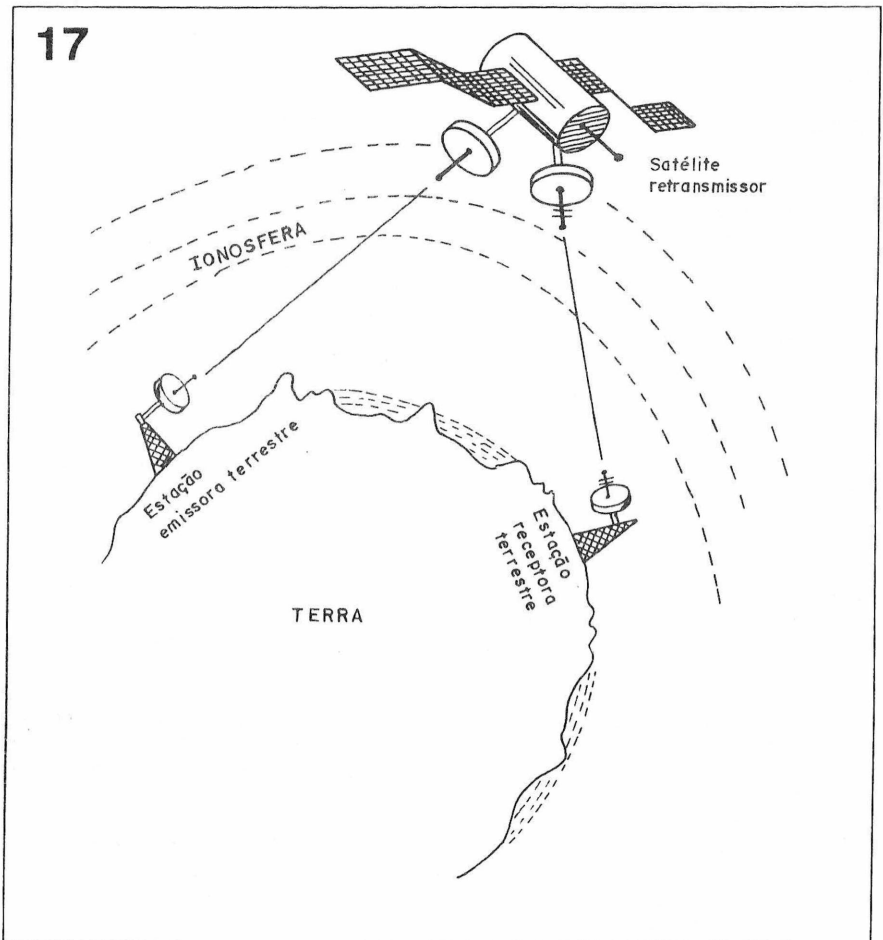 17
Satélite
retransmissor
IONOSFERA
Estação
emissora terrestre
Estação
receptora
terrestre
TERRA